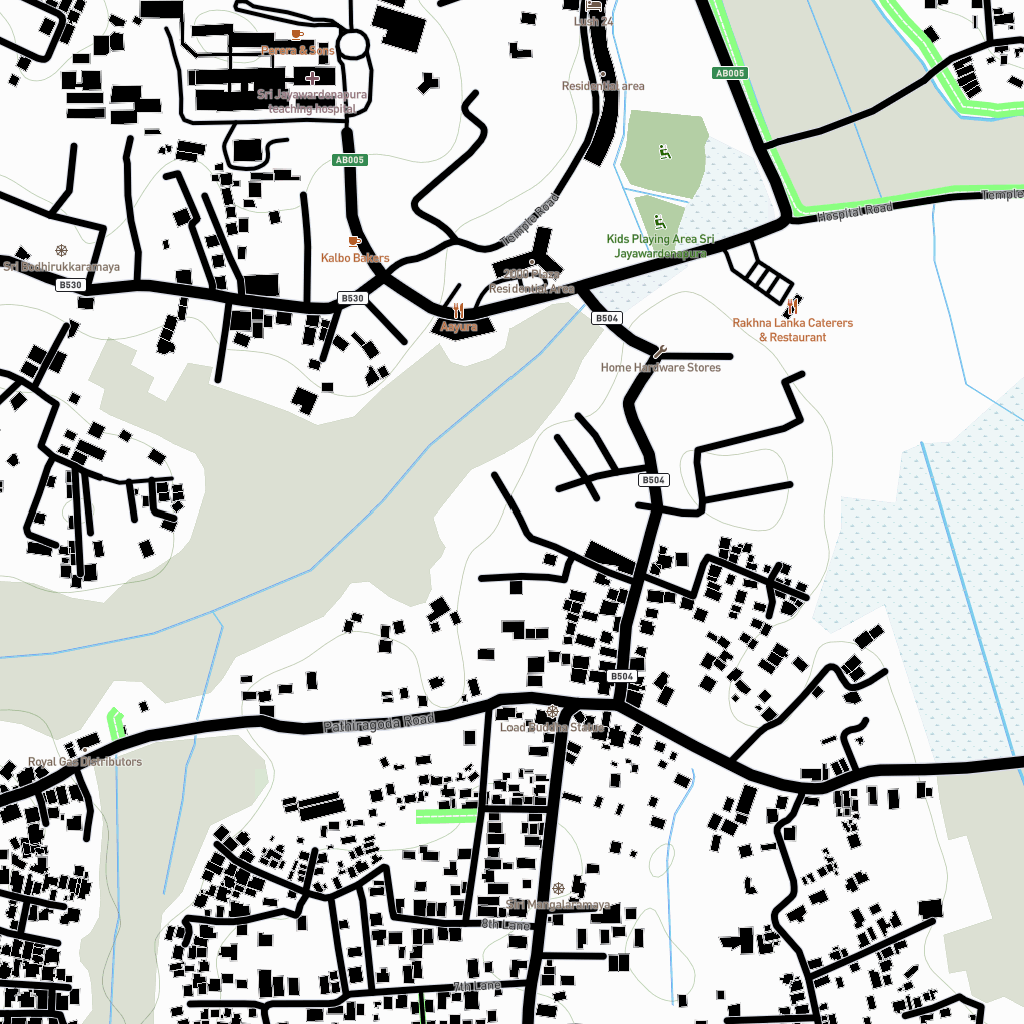 Lush 24
Perera & Sons
AB005
Residential area
Sri Jayawardenapura
teaching hospital
AB005
Temple
Hospital Road
Temple Road
Kids Playing Area Sri
Jayawardenapura
Kalbo Bakers
Sri Bodhirukkaramaya
2000 Plaza
Residential Area
B530
B530
Aayura
B504
Rakhna Lanka Caterers
& Restaurant
Home Hardware Stores
B504
B504
Pathiragoda Road
Load Buddha Statue
Royal Gas Distributors
Siri Mangalaramaya
8th Lane
7th Lane